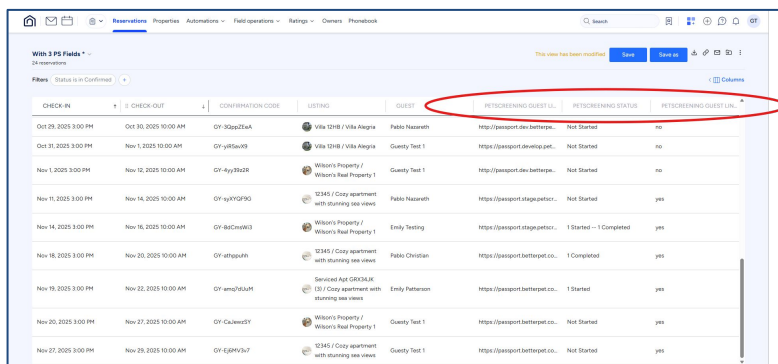 Reservations Properties Automations Field operations Ratings Owners Phonebook
Search
GT
With 3 PS Fields *
24 reservations
This view has been modified
Save
Save as
Filters
Status is in Confirmed
+
Columns
CHECK-IN CHECK-OUT CONFIRMATION CODE LISTING GUEST PETSCREENING GUEST LI... PETSCREENING STATUS PETSCREENING GUEST LIN...
Oct 29, 2025 3:00 PM Oct 30, 2025 10:00 AM GY-3QppZEeA Villa 12HB / Villa Alegria Pablo Nazareth http://passport.dev.betterpe... Not Started no
Oct 31, 2025 3:00 PM Nov 1, 2025 10:00 AM GY-yiR5avX9 Villa 12HB / Villa Alegria Guesty Test 1 https://passport.develop.pet... Not Started no
Nov 1, 2025 3:00 PM Nov 12, 2025 10:00 AM GY-4yy39z2R Wilson's Property / Wilson's Real Property 1 Guesty Test 1 http://passport.dev.betterpe... Not Started no
Nov 11, 2025 3:00 PM Nov 14, 2025 10:00 AM GY-syXYQF9G 12345 / Cozy apartment with stunning sea views Pablo Nazareth https://passport.stage.petscr... Not Started yes
Nov 14, 2025 3:00 PM Nov 16, 2025 10:00 AM GY-8dCmsWi3 Wilson's Property / Wilson's Real Property 1 Emily Testing https://passport.stage.petscr... 1 Started — 1 Completed yes
Nov 18, 2025 3:00 PM Nov 20, 2025 10:00 AM GY-athppuhh 12345 / Cozy apartment with stunning sea views Pablo Christian https://passport.betterpet.co... 1 Completed yes
Nov 19, 2025 3:00 PM Nov 22, 2025 10:00 AM GY-amq7dUuM Serviced Apt GRX34JK (3) / Cozy apartment with stunning sea views Emily Patterson https://passport.betterpet.co... 1 Started yes
Nov 20, 2025 3:00 PM Nov 27, 2025 10:00 AM GY-CaJewzSY Wilson's Property / Wilson's Real Property 1 Guesty Test 1 https://passport.betterpet.co... Not Started yes
Nov 27, 2025 3:00 PM Nov 29, 2025 10:00 AM GY-Ej6MV3v7 12345 / Cozy apartment with stunning sea views Guesty Test 1 https://passport.betterpet.co... Not Started yes